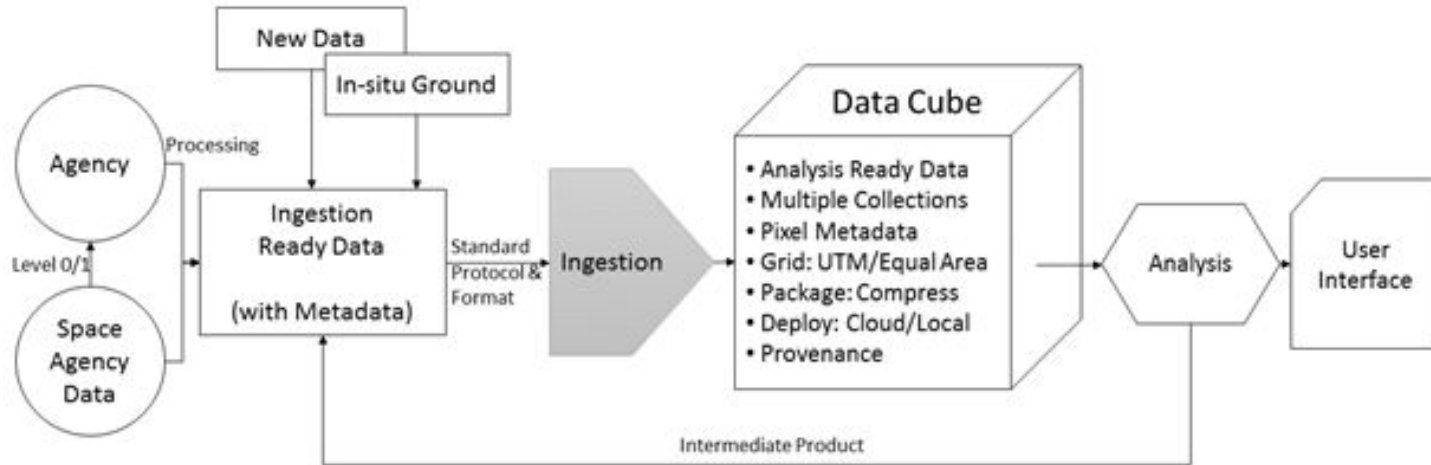 New Data
In-situ Ground
Agency
Processing
Level 0/1
Space
Agency
Data
Ingestion
Ready Data
(with Metadata)
Standard
Protocol &
Format
Ingestion
Data Cube
• Analysis Ready Data
• Multiple Collections
• Pixel Metadata
• Grid: UTM/Equal Area
• Package: Compress
• Deploy: Cloud/Local
• Provenance
Analysis
User
Interface
Intermediate Product